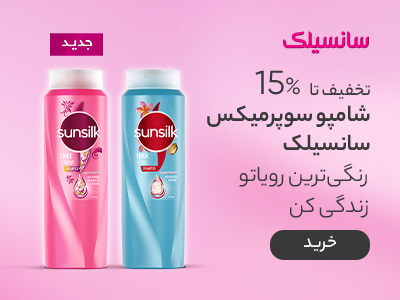 سانسیلک
جدید
تخفیف تا 15%
شامپو سوپرمیکس
سانسیلک
رنگی‌ترین رویاتو
زندگی کن
خرید
sunsilk
sunsilk